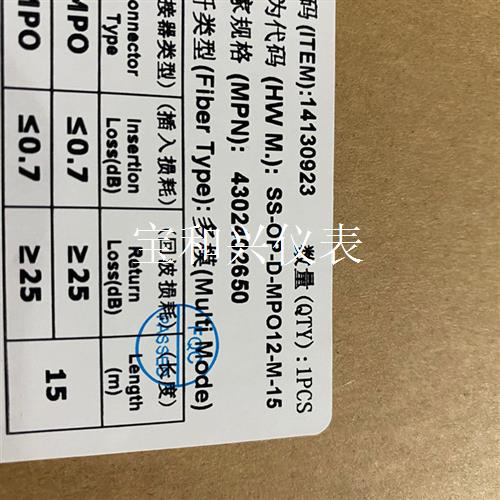 码 (ITEM):14130923 数量 (QTY) :1PCS
为代码 (HW M.): SS-OP-D-MPO12-M-15
家规格 (MPN):
类型 (Fiber Type): 多模(Multi Mode)
接器类型) (插入损耗) (回波损耗) (长度)
onnector Insertion Return Length
Type Loss(dB) Loss(dB) (m)
MPO ≤0.7 ≥25 15
MPO ≤0.7 ≥25
PASSED
宝和兴仪表